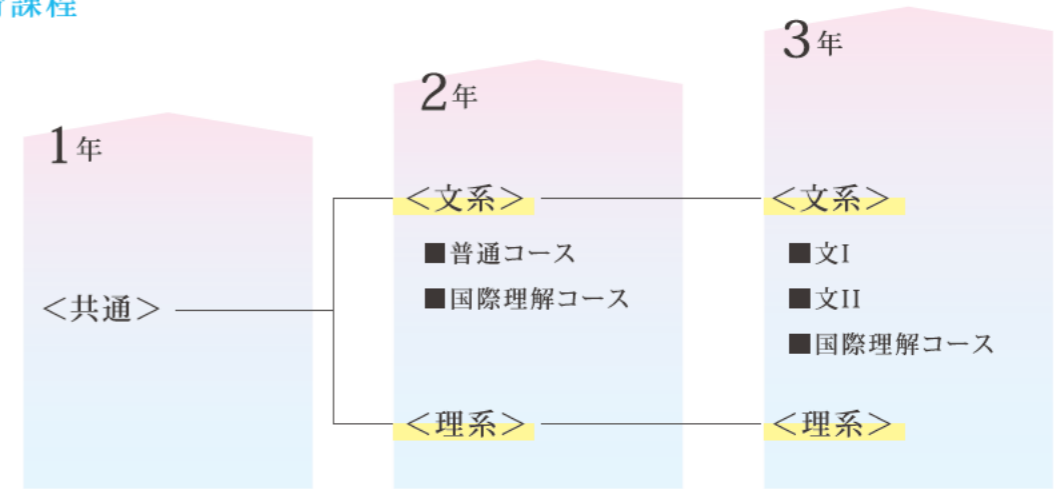 課程
1年
<共通>
2年
<文系>
■普通コース
■国際理解コース
<理系>
3年
<文系>
■文I
■文II
■国際理解コース
<理系>